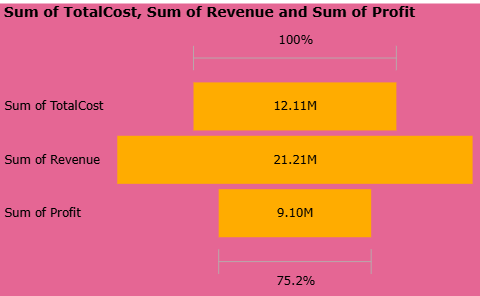 Sum of TotalCost, Sum of Revenue and Sum of Profit
100%
Sum of TotalCost 12.11M
Sum of Revenue 21.21M
Sum of Profit 9.10M
75.2%